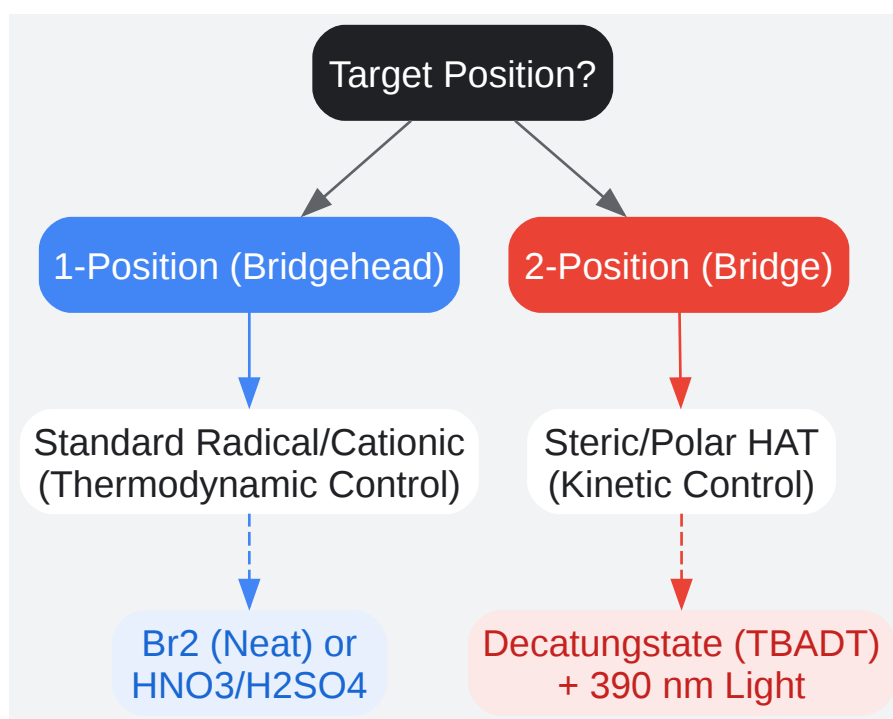 Target Position?
1-Position (Bridgehead)
2-Position (Bridge)
Standard Radical/Cationic
(Thermodynamic Control)
Steric/Polar HAT
(Kinetic Control)
Br2 (Neat) or
HNO3/H2SO4
Decatungstate (TBADT)
+ 390 nm Light